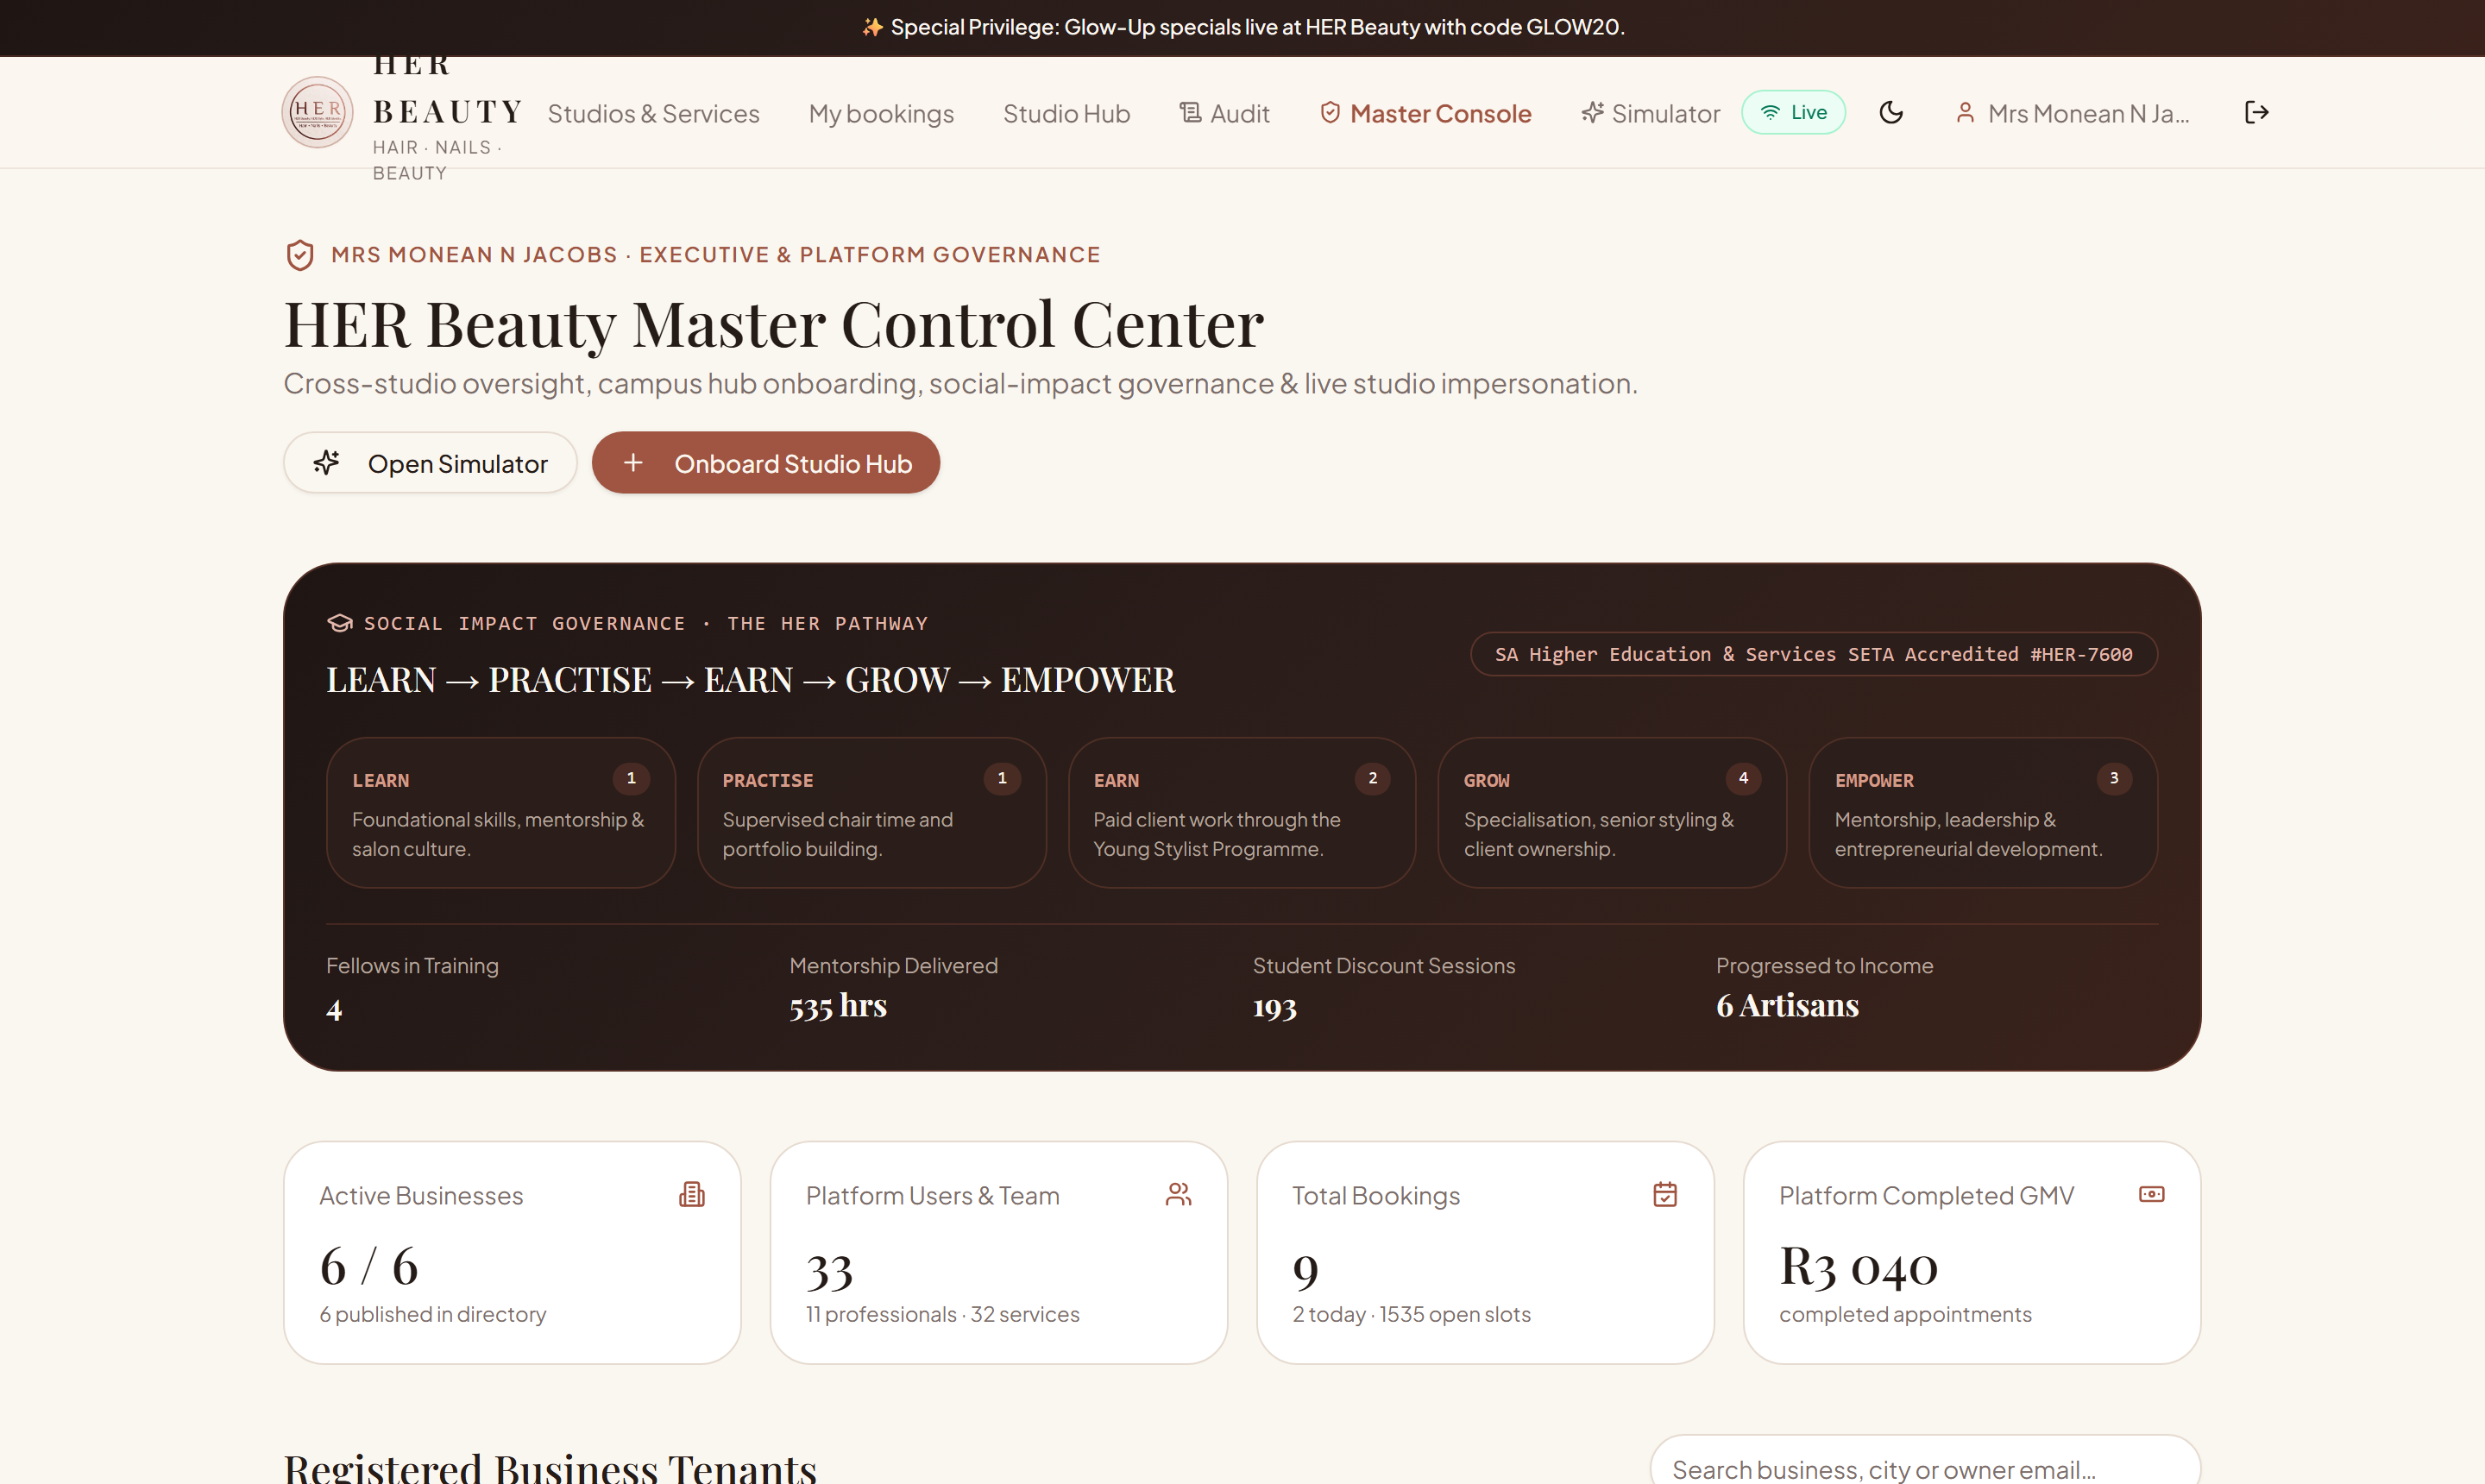 ✨ Special Privilege: Glow-Up specials live at HER Beauty with code GLOW20.
HER
BEAUTY
HAIR · NAILS ·
BEAUTY
HER
Studios & Services
My bookings
Studio Hub
Audit
Master Console
Simulator
Live
Mrs Monean N Ja...
MRS MONEAN N JACOBS · EXECUTIVE & PLATFORM GOVERNANCE
HER Beauty Master Control Center
Cross-studio oversight, campus hub onboarding, social-impact governance & live studio impersonation.
Open Simulator
Onboard Studio Hub
SOCIAL IMPACT GOVERNANCE · THE HER PATHWAY
LEARN → PRACTISE → EARN → GROW → EMPOWER
SA Higher Education & Services SETA Accredited #HER-7600
LEARN 1
Foundational skills, mentorship &
salon culture.
PRACTISE 1
Supervised chair time and
portfolio building.
EARN 2
Paid client work through the
Young Stylist Programme.
GROW 4
Specialisation, senior styling &
client ownership.
EMPOWER 3
Mentorship, leadership &
entrepreneurial development.
Fellows in Training
4
Mentorship Delivered
535 hrs
Student Discount Sessions
193
Progressed to Income
6 Artisans
Active Businesses
6 / 6
6 published in directory
Platform Users & Team
33
11 professionals · 32 services
Total Bookings
9
2 today · 1535 open slots
Platform Completed GMV
R3 040
completed appointments
Registered Business Tenants
Search business, city or owner email...